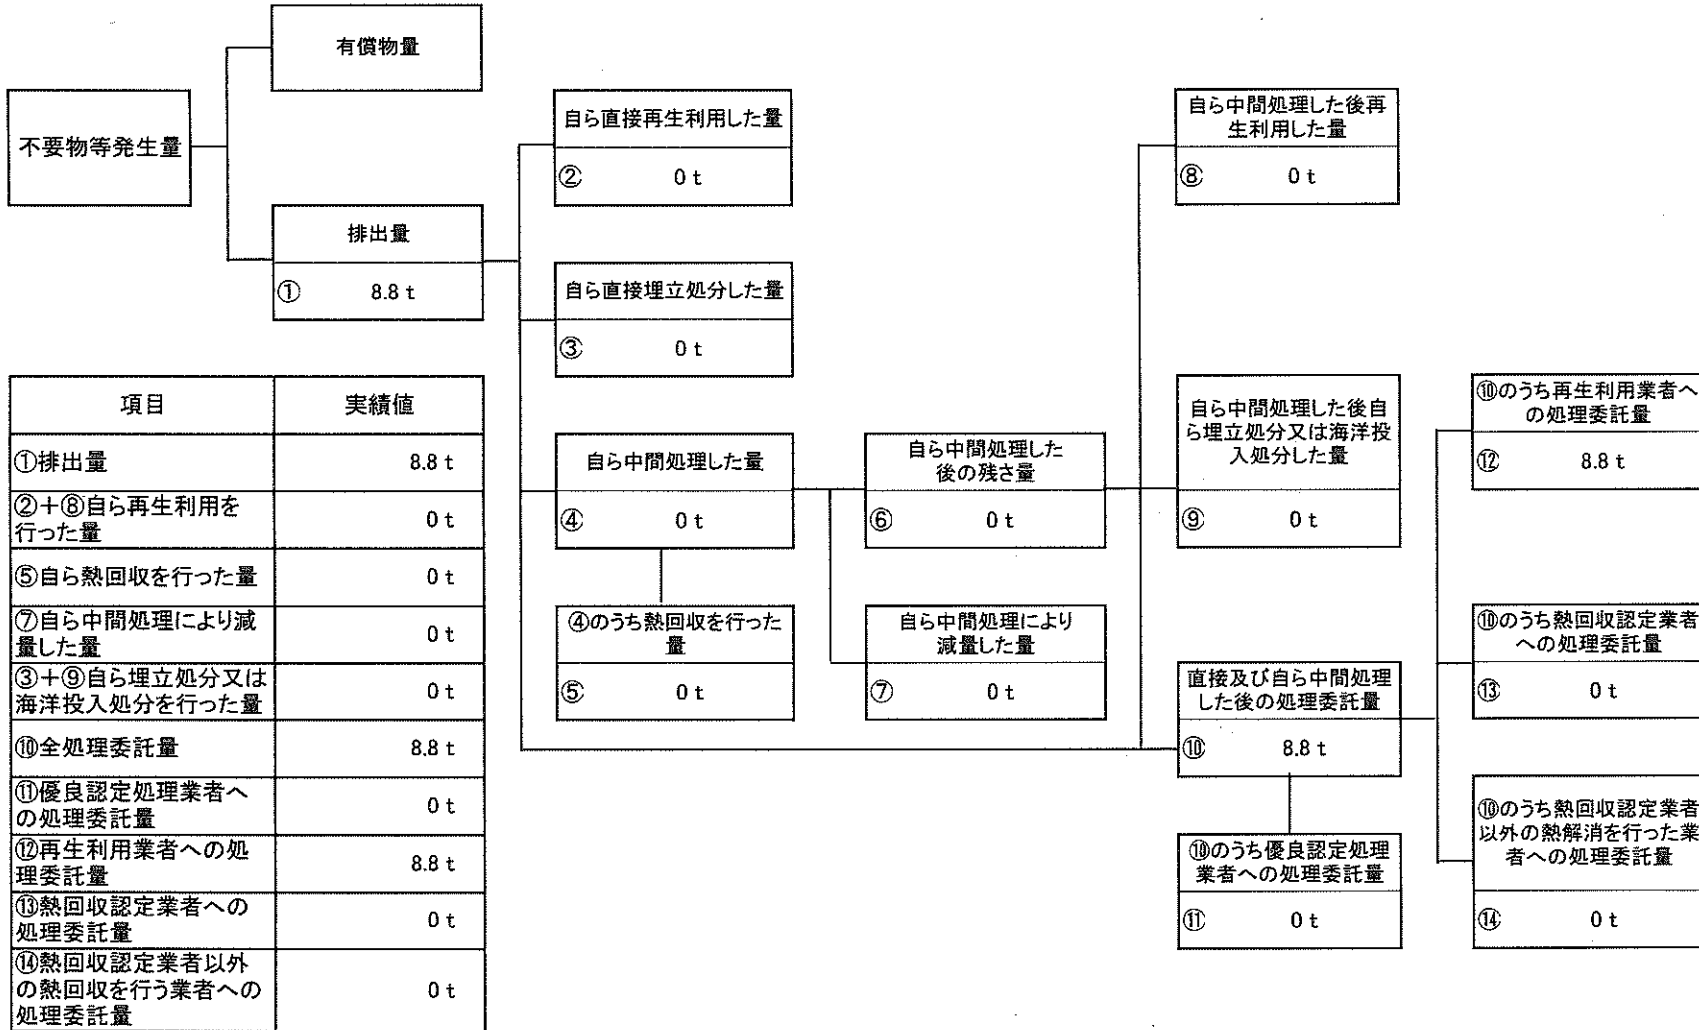 有償物量
不要物等発生量
排出量
① 8.8 t
自ら直接再生利用した量
② 0 t
自ら直接埋立処分した量
③ 0 t
自ら中間処理した量
④ 0 t
④のうち熱回収を行った
量
⑤ 0 t
自ら中間処理した
後の残さ量
⑥ 0 t
自ら中間処理により
減量した量
⑦ 0 t
自ら中間処理した後再
生利用した量
⑧ 0 t
自ら中間処理した後自
ら埋立処分又は海洋投
入処分した量
⑨ 0 t
直接及び自ら中間処理
した後の処理委託量
⑩ 8.8 t
⑩のうち優良認定処理
業者への処理委託量
⑪ 0 t
⑩のうち再生利用業者へ
の処理委託量
⑫ 8.8 t
⑩のうち熱回収認定業者
への処理委託量
⑬ 0 t
⑩のうち熱回収認定業者
以外の熱解消を行った業
者への処理委託量
⑭ 0 t
項目 実績値
①排出量 8.8 t
②+⑧自ら再生利用を
行った量 0 t
⑤自ら熱回収を行った量 0 t
⑦自ら中間処理により減
量した量 0 t
③+⑨自ら埋立処分又は
海洋投入処分を行った量 0 t
⑩全処理委託量 8.8 t
⑪優良認定処理業者へ
の処理委託量 0 t
⑫再生利用業者への処
理委託量 8.8 t
⑬熱回収認定業者への
処理委託量 0 t
⑭熱回収認定業者以外
の熱回収を行う業者への
処理委託量 0 t